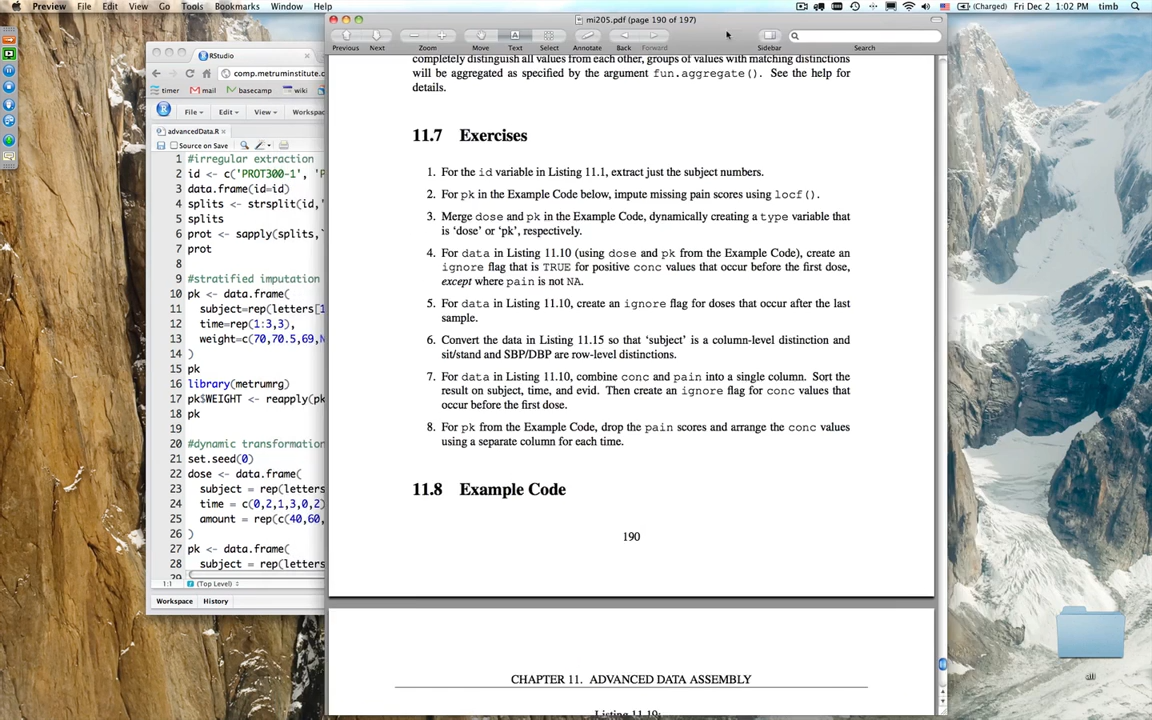 Preview File Edit View Go Tools Bookmarks Window Help
(Charged) Fri Dec 2 1:02 PM timb
mi205.pdf (page 190 of 197)
Previous Next Zoom Move Text Select Annotate Back Forward Sidebar Search
RStudio
comp.metruminstitute.c
timer mail basecamp wiki
File Edit View Workspac
advancedData.R
Source on Save
1 #irregular extraction
2 id <- c('PROT300-1', 'P
3 data.frame(id=id)
4 splits <- strsplit(id,'
5 splits
6 prot <- sapply(splits,`
7 prot
8
9 #stratified imputation
10 pk <- data.frame(
11 subject=rep(letters[1
12 time=rep(1:3,3),
13 weight=c(70,70.5,69,N
14 )
15 pk
16 library(metrumrg)
17 pk$WEIGHT <- reapply(pk
18 pk
19
20 #dynamic transformation
21 set.seed(0)
22 dose <- data.frame(
23 subject = rep(letters
24 time = c(0,2,1,3,0,2)
25 amount = rep(c(40,60,
26 )
27 pk <- data.frame(
28 subject = rep(letters
29
1:1 (Top Level)
Workspace History
completely distinguish all values from each other, groups of values with matching distinctions
will be aggregated as specified by the argument fun.aggregate(). See the help for
details.
11.7 Exercises
1. For the id variable in Listing 11.1, extract just the subject numbers.
2. For pk in the Example Code below, impute missing pain scores using locf().
3. Merge dose and pk in the Example Code, dynamically creating a type variable that
is ‘dose’ or ‘pk’, respectively.
4. For data in Listing 11.10 (using dose and pk from the Example Code), create an
ignore flag that is TRUE for positive conc values that occur before the first dose,
except where pain is not NA.
5. For data in Listing 11.10, create an ignore flag for doses that occur after the last
sample.
6. Convert the data in Listing 11.15 so that ‘subject’ is a column-level distinction and
sit/stand and SBP/DBP are row-level distinctions.
7. For data in Listing 11.10, combine conc and pain into a single column. Sort the
result on subject, time, and evid. Then create an ignore flag for conc values that
occur before the first dose.
8. For pk from the Example Code, drop the pain scores and arrange the conc values
using a separate column for each time.
11.8 Example Code
190
CHAPTER 11. ADVANCED DATA ASSEMBLY
Listing 11.19:
all